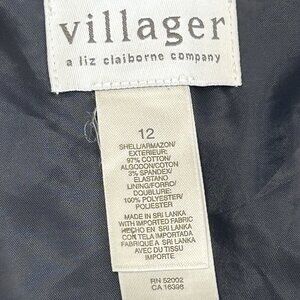 villager
a liz claiborne company
12
SHELL/ARMAZON/
EXTERIEUR:
97% COTTON/
ALGODON/COTON
3% SPANDEX/
ELASTANO
LINING/FORRO/
DOUBLURE:
100% POLYESTER/
POLIESTER
MADE IN SRI LANKA
WITH IMPORTED FABRIC
HECHO EN SRI LANKA
CON TELA IMPORTADA
FABRIQUE A SRI LANKA
AVEC DU TISSU
IMPORTE
RN 52002
CA 16398